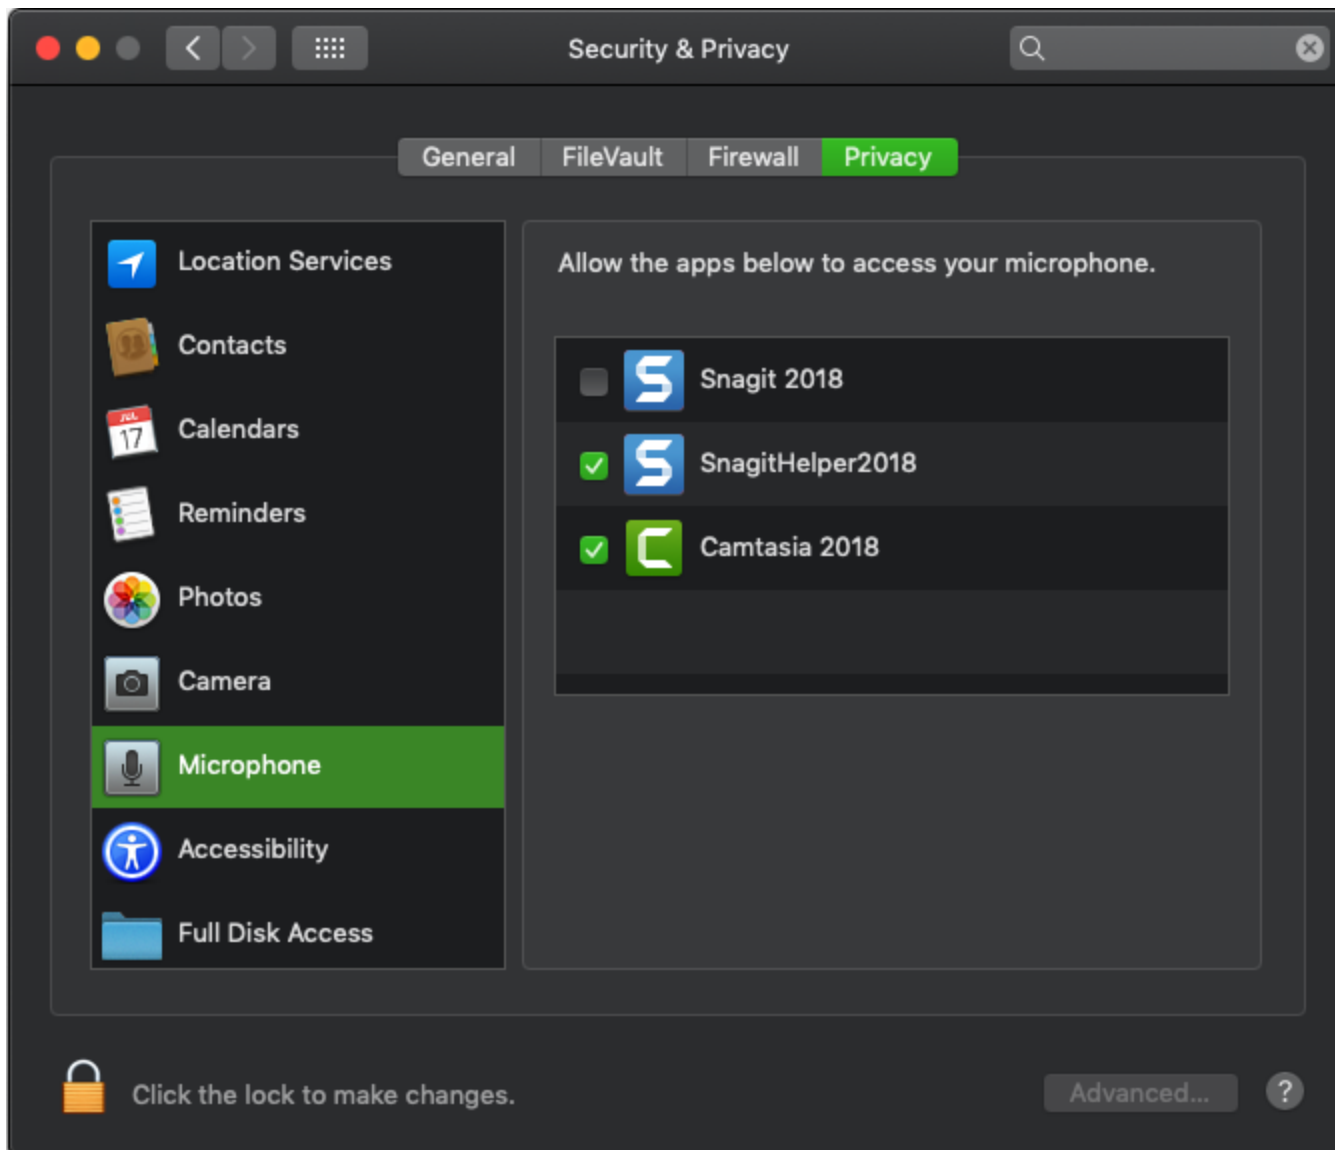 Security & Privacy
General FileVault Firewall Privacy
Location Services
Contacts
JUL
17
Calendars
Reminders
Photos
Camera
Microphone
Accessibility
Full Disk Access
Allow the apps below to access your microphone.
Snagit 2018
SnagitHelper2018
Camtasia 2018
Click the lock to make changes.
Advanced...
?